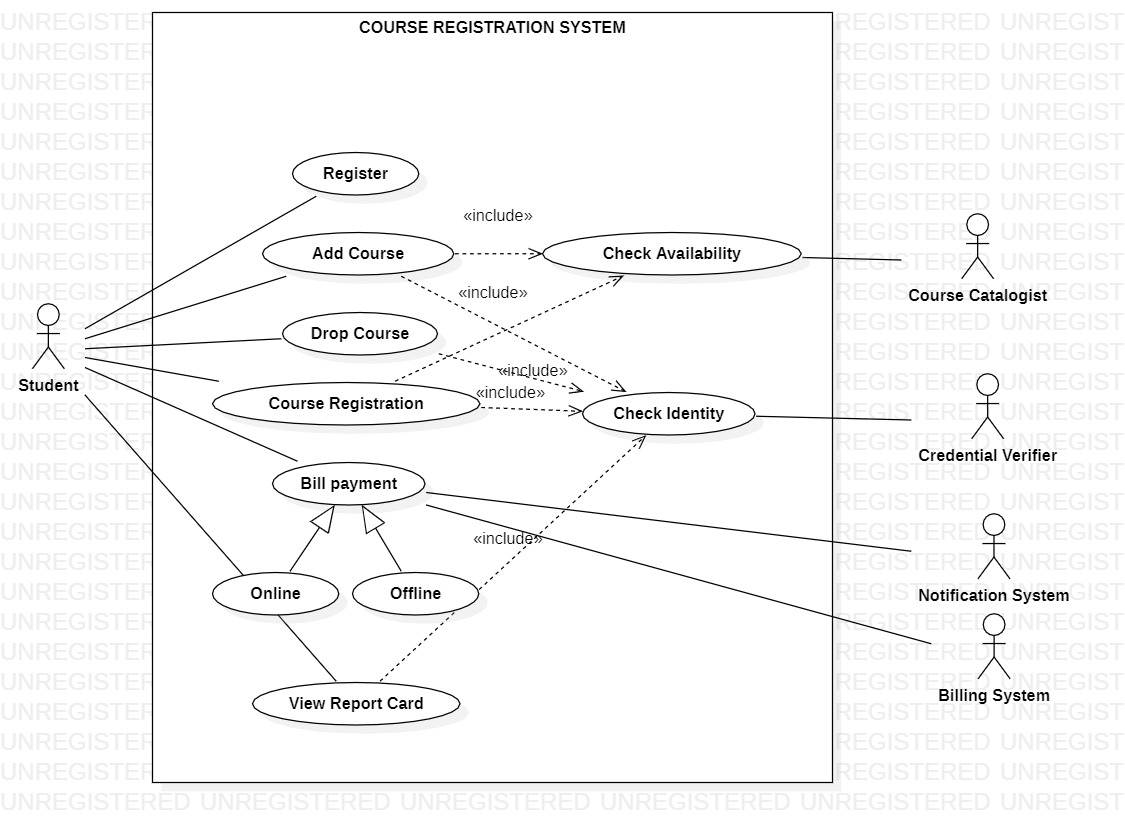 COURSE REGISTRATION SYSTEM
Register
«include»
Add Course
Check Availability
«include»
Course Catalogist
Drop Course
«include»
Student
«include»
Course Registration
Check Identity
Credential Verifier
Bill payment
«include»
Online
Offline
Notification System
View Report Card
Billing System
UNREGISTERED UNREGISTERED UNREGISTERED UNREGISTERED UNREGISTERED UNREGIST